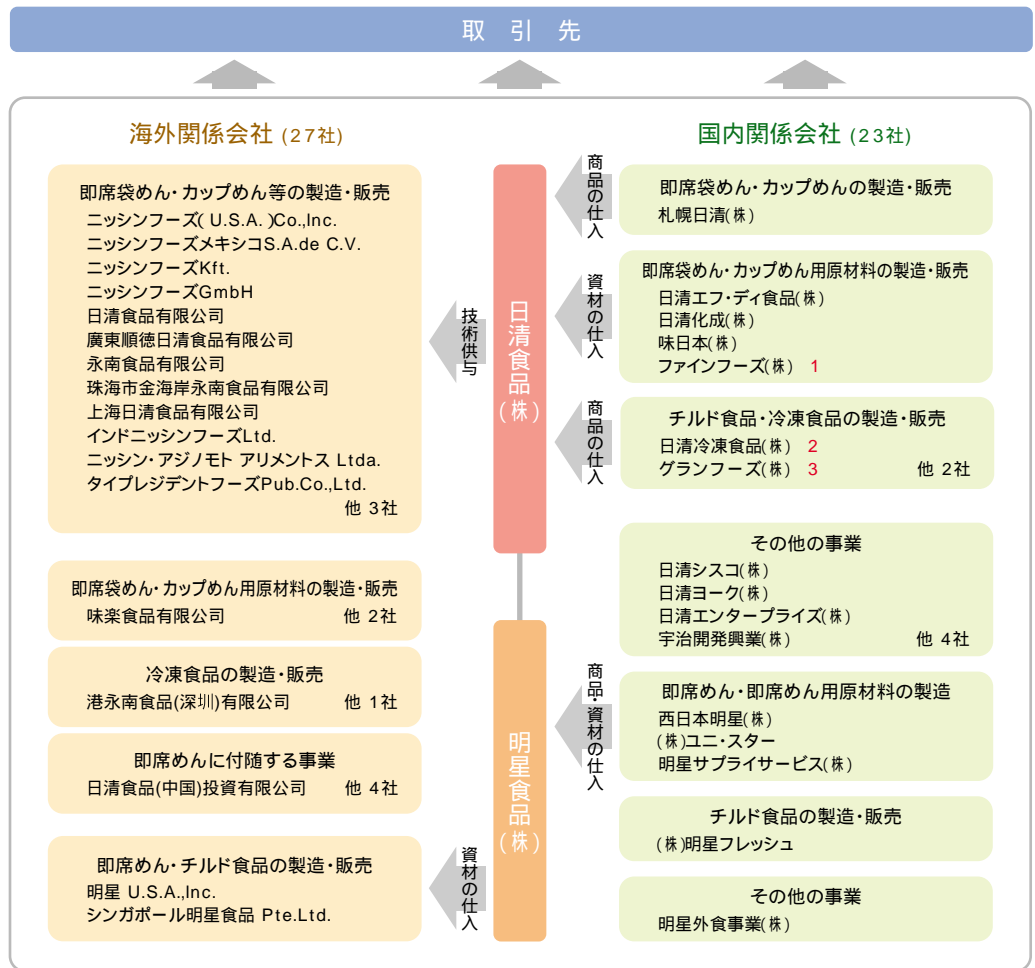 取引先
海外関係会社 (27社)
即席袋めん・カップめん等の製造・販売
ニッシンフーズ( U.S.A. )Co.,Inc.
ニッシンフーズメキシコS.A.de C.V.
ニッシンフーズKft.
ニッシンフーズGmbH
日清食品有限公司
廣東順徳日清食品有限公司
永南食品有限公司
珠海市金海岸永南食品有限公司
上海日清食品有限公司
インドニッシンフーズLtd.
ニッシン・アジノモト アリメントス Ltda.
タイプレジデントフーズPub.Co.,Ltd.
他 3社
即席袋めん・カップめん用原材料の製造・販売
味楽食品有限公司 他 2社
冷凍食品の製造・販売
港永南食品(深圳)有限公司 他 1社
即席めんに付随する事業
日清食品(中国)投資有限公司 他 4社
即席めん・チルド食品の製造・販売
明星 U.S.A.,Inc.
シンガポール明星食品 Pte.Ltd.
技術供与
資材の仕入
日清食品(株)
明星食品(株)
商品の仕入
資材の仕入
商品の仕入
商品・資材の仕入
国内関係会社 (23社)
即席袋めん・カップめんの製造・販売
札幌日清(株)
即席袋めん・カップめん用原材料の製造・販売
日清エフ・ディ食品(株)
日清化成(株)
味日本(株)
ファインフーズ(株) 1
チルド食品・冷凍食品の製造・販売
日清冷凍食品(株) 2
グランフーズ(株) 3 他 2社
その他の事業
日清シスコ(株)
日清ヨーク(株)
日清エンタープライズ(株)
宇治開発興業(株) 他 4社
即席めん・即席めん用原材料の製造
西日本明星(株)
(株)ユニ・スター
明星サプライサービス(株)
チルド食品の製造・販売
(株)明星フレッシュ
その他の事業
明星外食事業(株)